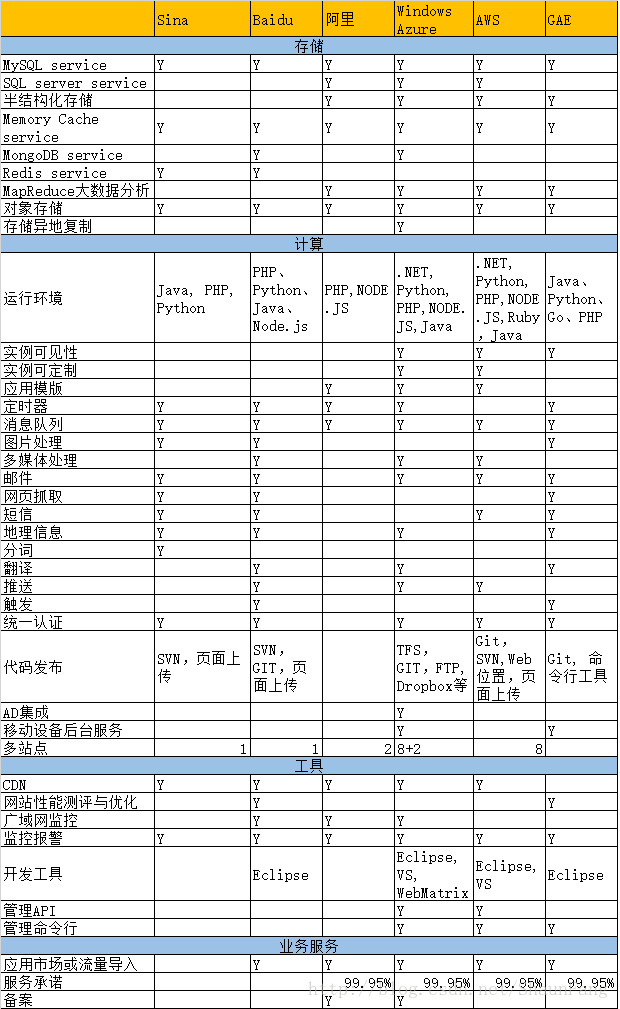 Sina Baidu 阿里 Windows Azure AWS GAE
存储
MySQL service Y Y Y Y Y Y
SQL server service Y Y Y
半结构化存储 Y Y Y Y
Memory Cache service Y Y Y Y Y Y
MongoDB service Y Y
Redis service Y Y
MapReduce大数据分析 Y Y Y Y
对象存储 Y Y Y Y Y Y
存储异地复制 Y
计算
运行环境 Java, PHP, Python PHP、Python、Java、Node.js PHP,NODE.JS .NET, Python, PHP,NODE.JS,Java .NET, Python, PHP,NODE.JS,Ruby，Java Java、Python、Go、PHP
实例可见性 Y Y Y
实例可定制 Y Y
应用模版 Y Y Y
定时器 Y Y Y Y Y
消息队列 Y Y Y Y Y Y
图片处理 Y Y Y
多媒体处理 Y Y Y
邮件 Y Y Y Y Y
网页抓取 Y Y Y
短信 Y Y Y Y
地理信息 Y Y Y Y
分词 Y
翻译 Y Y Y
推送 Y Y Y
触发 Y Y
统一认证 Y Y Y Y Y
代码发布 SVN，页面上传 SVN，GIT，页面上传 TFS，GIT，FTP, Dropbox等 Git，SVN,Web位置，页面上传 Git, 命令行工具
AD集成 Y
移动设备后台服务 Y Y
多站点 1 1 2 8+2 8
工具
CDN Y Y Y Y Y
网站性能测评与优化 Y Y
广域网监控 Y Y Y
监控报警 Y Y Y Y Y Y
开发工具 Eclipse Eclipse, VS, WebMatrix Eclipse, VS Eclipse
管理API Y Y
管理命令行 Y Y Y
业务服务
应用市场或流量导入 Y Y Y Y Y
服务承诺 99.95% 99.95% 99.95% 99.95%
备案 Y Y